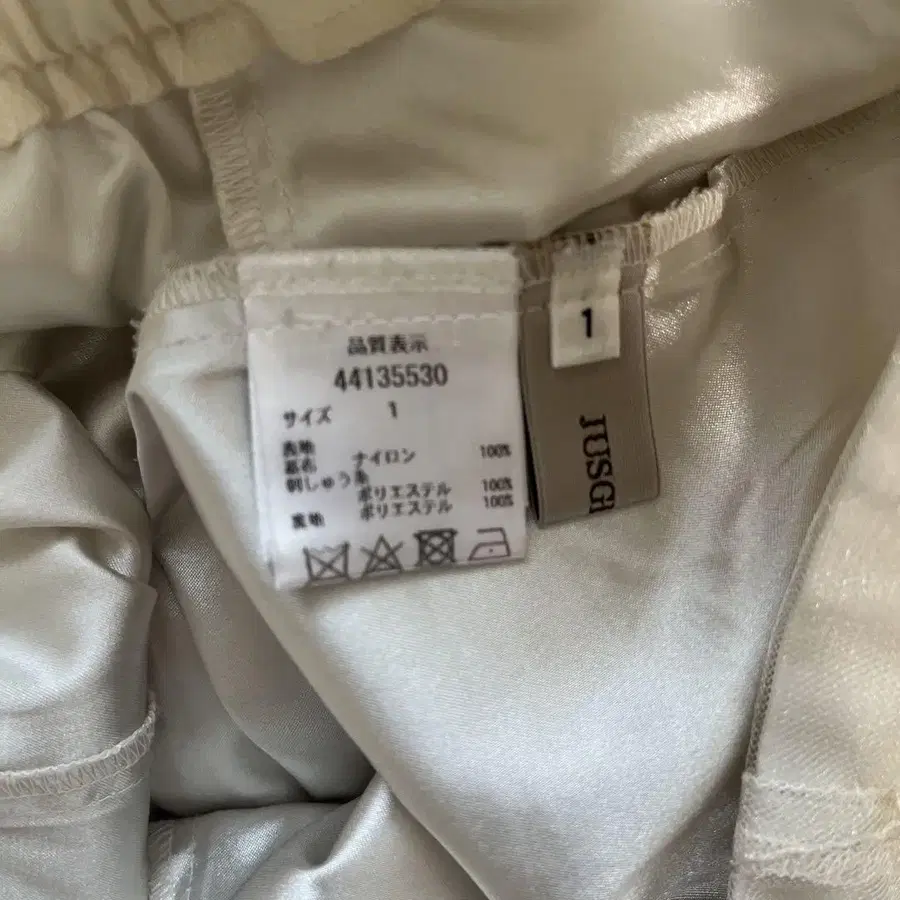 品質表示
44135530
サイズ 1
表地
基布 ナイロン 100%
刺しゅう糸
ポリエステル 100%
裏地 ポリエステル 100%
1
JUSGL